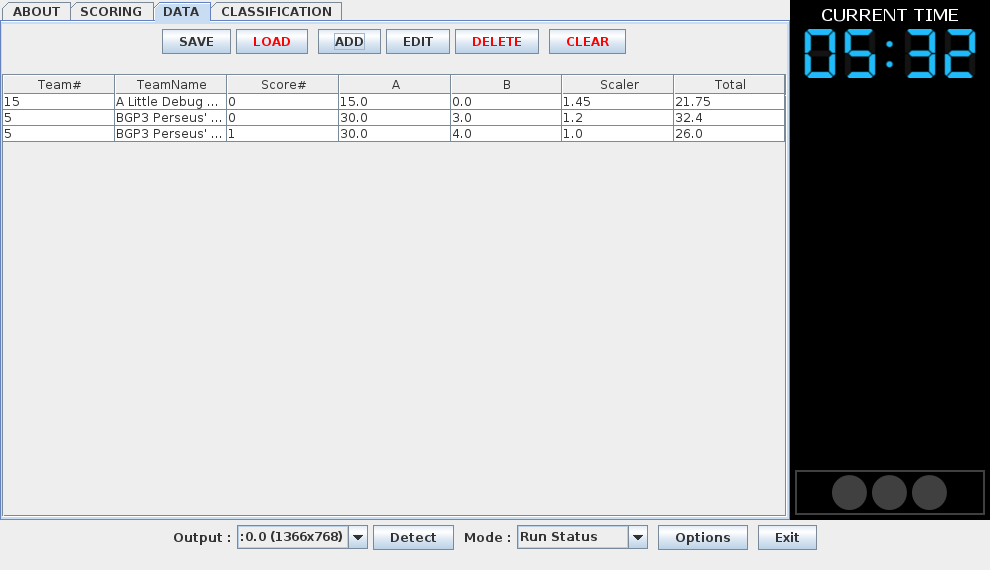 ABOUT SCORING DATA CLASSIFICATION
CURRENT TIME
05:32
SAVE LOAD ADD EDIT DELETE CLEAR
Team# TeamName Score# A B Scaler Total
15 A Little Debug ... 0 15.0 0.0 1.45 21.75
5 BGP3 Perseus' ... 0 30.0 3.0 1.2 32.4
5 BGP3 Perseus' ... 1 30.0 4.0 1.0 26.0
Output : :0.0 (1366x768) Detect Mode : Run Status Options Exit